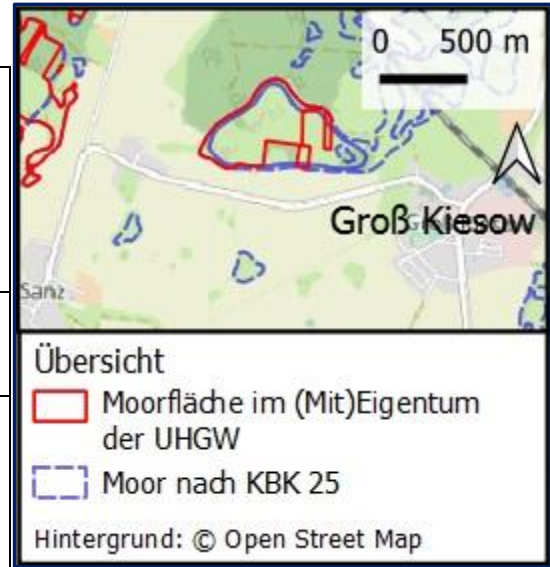 0 500 m
Groß Kiesow
Sanz
Übersicht
Moorfläche im (Mit)Eigentum
der UHGW
Moor nach KBK 25
Hintergrund: © Open Street Map